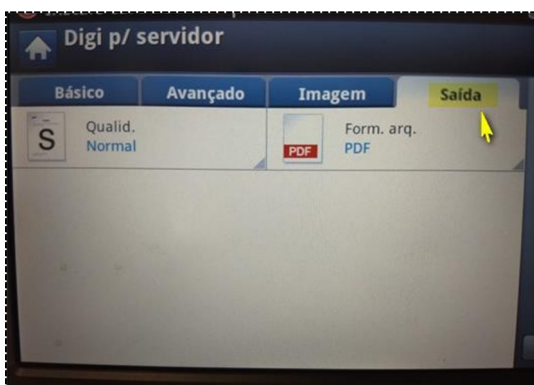 Digi p/ servidor
Básico Avançado Imagem Saída
S Qualid. Normal
PDF Form. arq. PDF